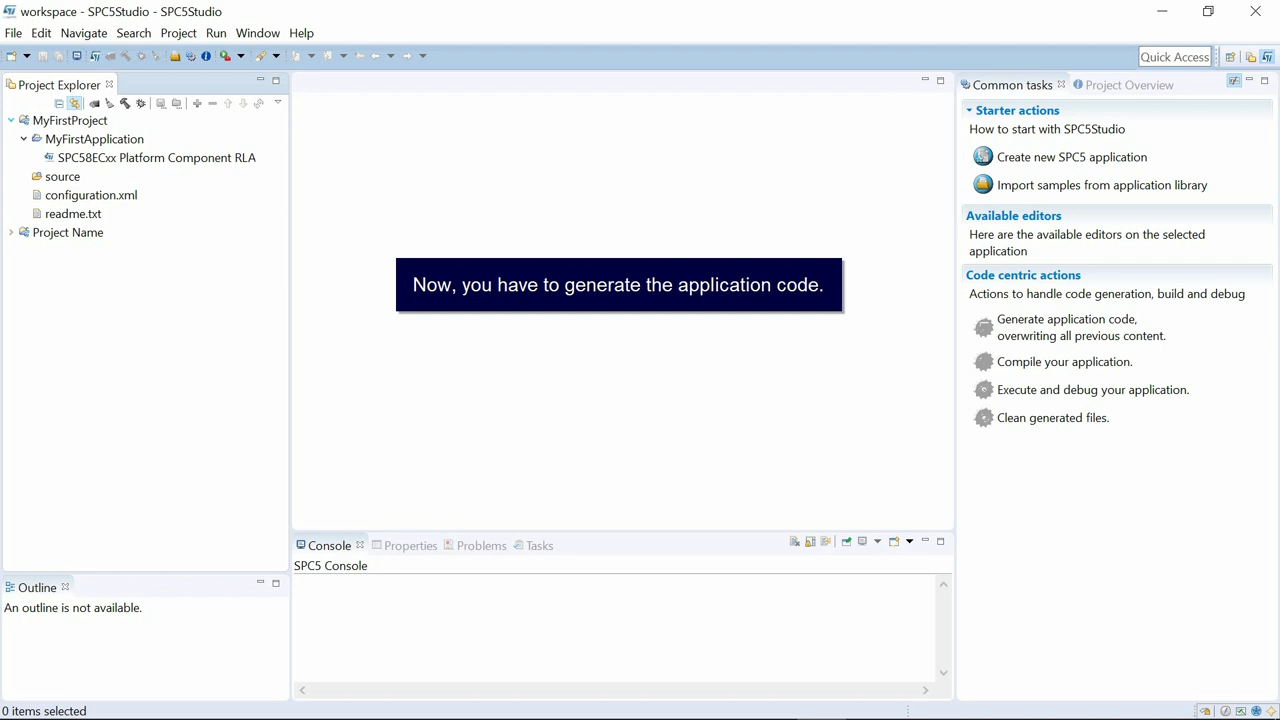 workspace - SPC5Studio - SPC5Studio
File Edit Navigate Search Project Run Window Help
Quick Access
Project Explorer
MyFirstProject
MyFirstApplication
SPC58ECxx Platform Component RLA
source
configuration.xml
readme.txt
Project Name
Now, you have to generate the application code.
Common tasks Project Overview
Starter actions
How to start with SPC5Studio
Create new SPC5 application
Import samples from application library
Available editors
Here are the available editors on the selected
application
Code centric actions
Actions to handle code generation, build and debug
Generate application code,
overwriting all previous content.
Compile your application.
Execute and debug your application.
Clean generated files.
Console Properties Problems Tasks
SPC5 Console
Outline
An outline is not available.
0 items selected